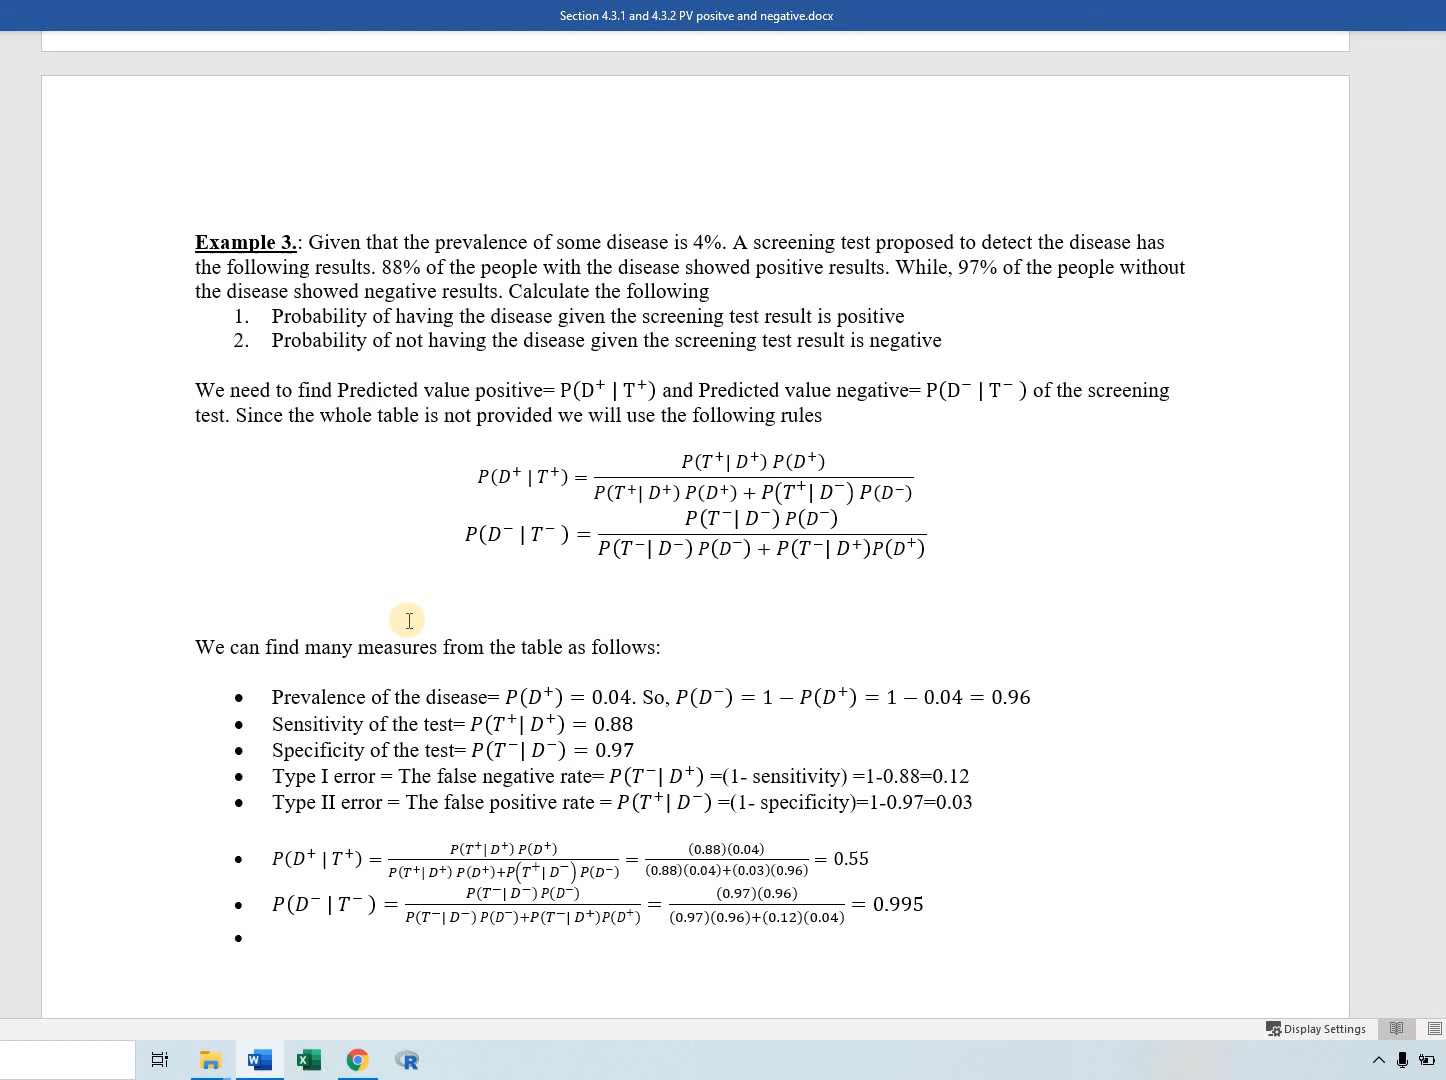 Section 4.3.1 and 4.3.2 PV positve and negative.docx
Example 3.: Given that the prevalence of some disease is 4%. A screening test proposed to detect the disease has
the following results. 88% of the people with the disease showed positive results. While, 97% of the people without
the disease showed negative results. Calculate the following
1. Probability of having the disease given the screening test result is positive
2. Probability of not having the disease given the screening test result is negative
We need to find Predicted value positive= P(D⁺ | T⁺) and Predicted value negative= P(D⁻ | T⁻ ) of the screening
test. Since the whole table is not provided we will use the following rules
P(D⁺ | T⁺) = P(T⁺| D⁺) P(D⁺) / P(T⁺| D⁺) P(D⁺) + P(T⁺| D⁻) P(D⁻)
P(D⁻ | T⁻ ) = P(T⁻| D⁻) P(D⁻) / P(T⁻| D⁻) P(D⁻) + P(T⁻| D⁺)P(D⁺)
We can find many measures from the table as follows:
• Prevalence of the disease= P(D⁺) = 0.04. So, P(D⁻) = 1 − P(D⁺) = 1 − 0.04 = 0.96
• Sensitivity of the test= P(T⁺| D⁺) = 0.88
• Specificity of the test= P(T⁻| D⁻) = 0.97
• Type I error = The false negative rate= P(T⁻| D⁺) =(1- sensitivity) =1-0.88=0.12
• Type II error = The false positive rate = P(T⁺| D⁻) =(1- specificity)=1-0.97=0.03
• P(D⁺ | T⁺) = P(T⁺| D⁺) P(D⁺) / P(T⁺| D⁺) P(D⁺)+P(T⁺| D⁻) P(D⁻) = (0.88)(0.04) / (0.88)(0.04)+(0.03)(0.96) = 0.55
• P(D⁻ | T⁻ ) = P(T⁻| D⁻) P(D⁻) / P(T⁻| D⁻) P(D⁻)+P(T⁻| D⁺)P(D⁺) = (0.97)(0.96) / (0.97)(0.96)+(0.12)(0.04) = 0.995
•
Display Settings